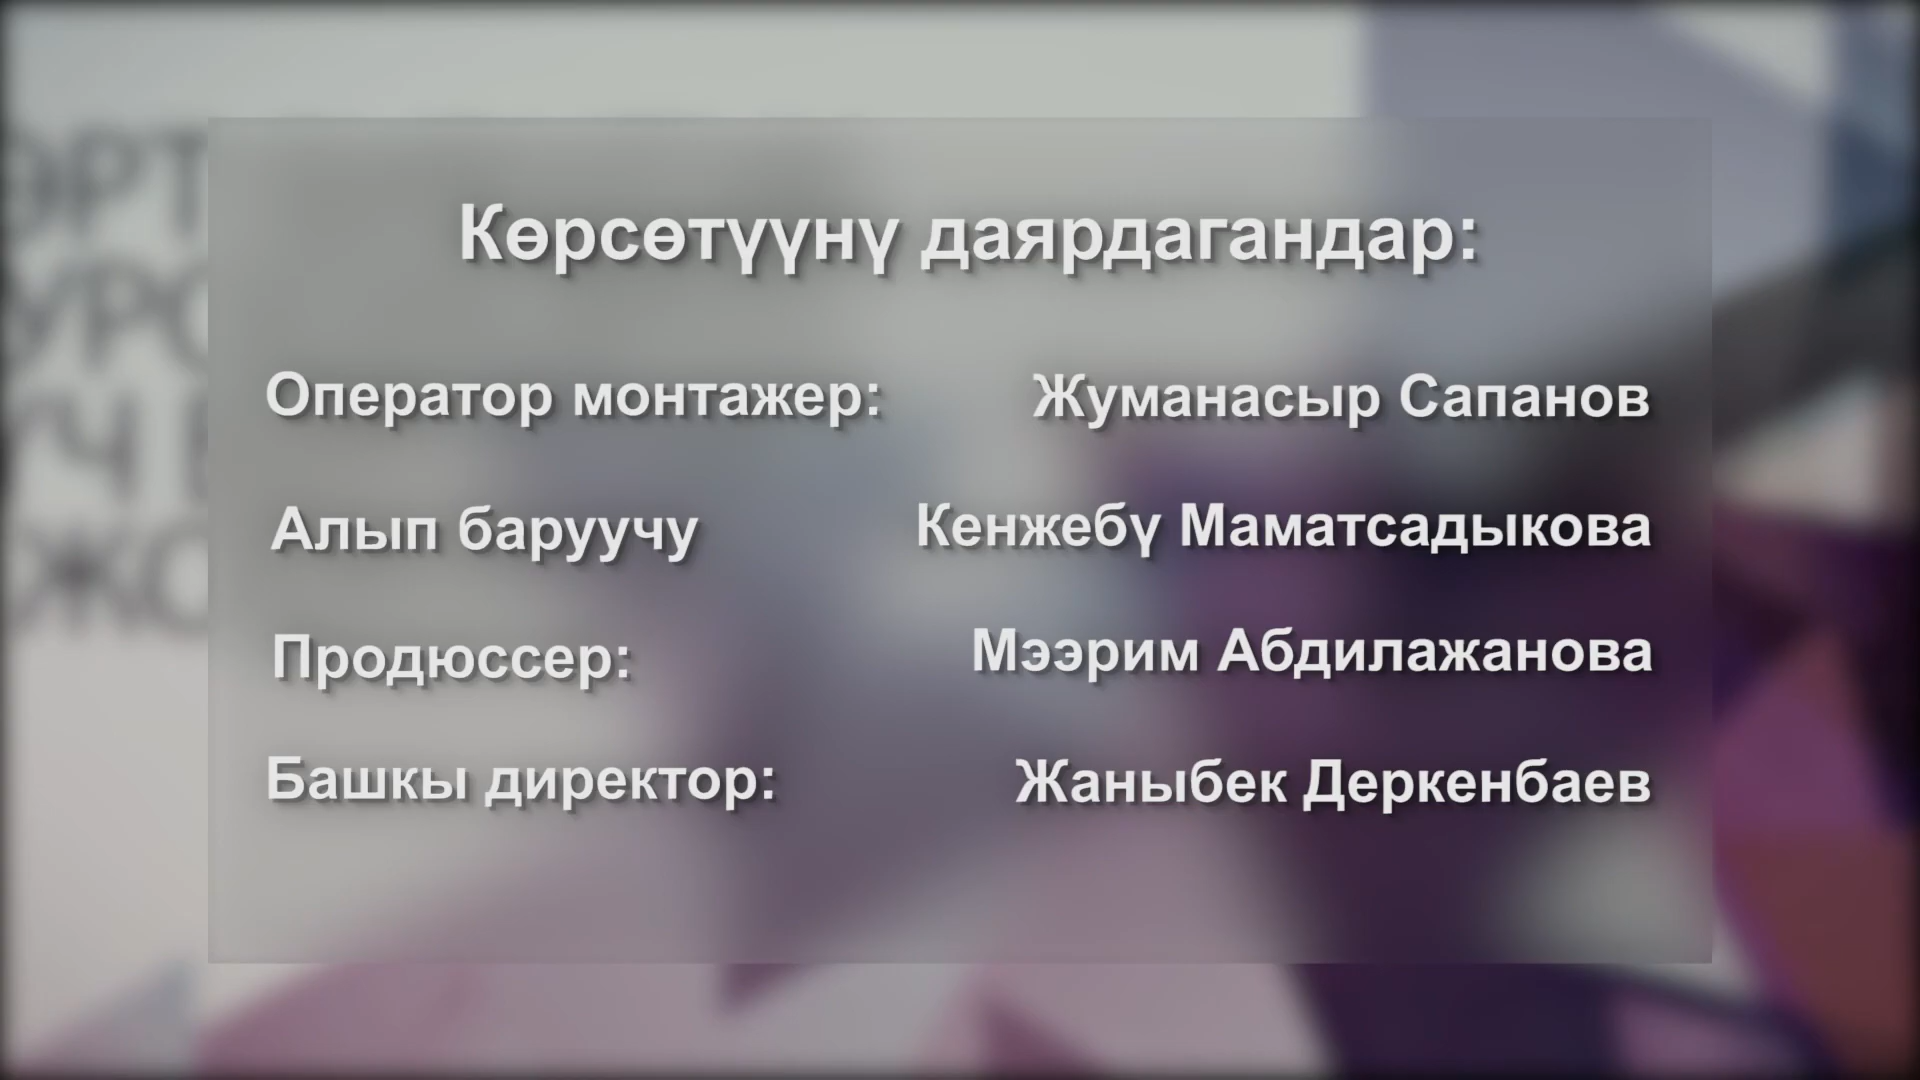 Көрсөтүүнү даярдагандар:
Оператор монтажер: Жуманасыр Сапанов
Алып баруучу Кенжебү Маматсадыкова
Продюссер: Мээрим Абдилажанова
Башкы директор: Жаныбек Деркенбаев